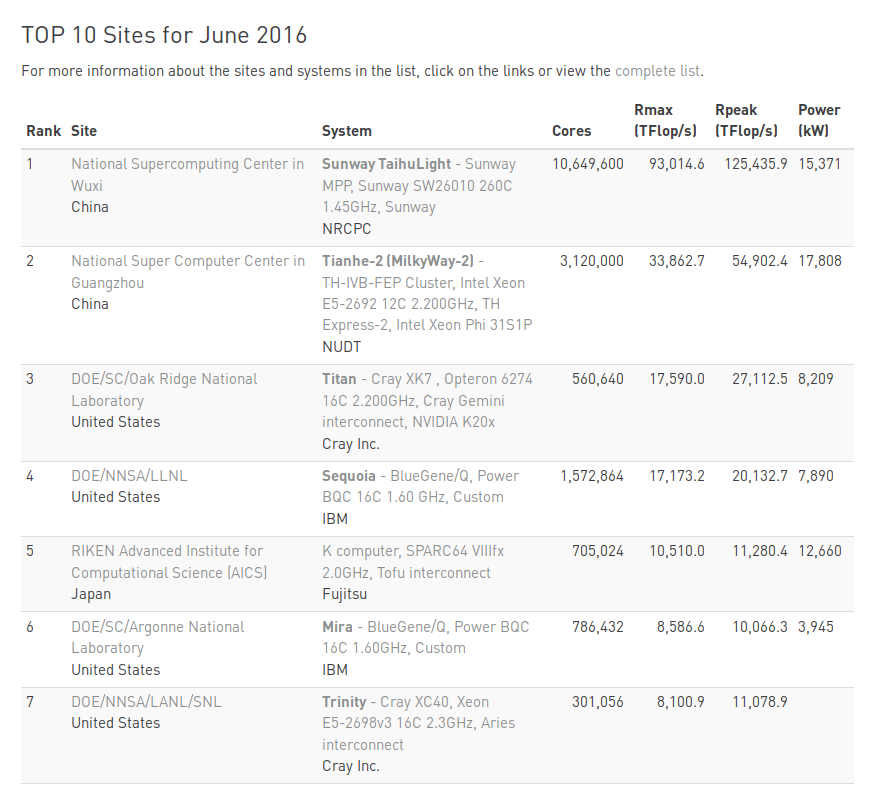 TOP 10 Sites for June 2016
For more information about the sites and systems in the list, click on the links or view the complete list.
Rank Site System Cores Rmax (TFlop/s) Rpeak (TFlop/s) Power (kW)
1 National Supercomputing Center in Sunway TaihuLight - Sunway 10,649,600 93,014.6 125,435.9 15,371
Wuxi MPP, Sunway SW26010 260C
China 1.45GHz, Sunway
NRCPC
2 National Super Computer Center in Tianhe-2 (MilkyWay-2) - 3,120,000 33,862.7 54,902.4 17,808
Guangzhou TH-IVB-FEP Cluster, Intel Xeon
China E5-2692 12C 2.200GHz, TH
Express-2, Intel Xeon Phi 31S1P
NUDT
3 DOE/SC/Oak Ridge National Titan - Cray XK7 , Opteron 6274 560,640 17,590.0 27,112.5 8,209
Laboratory 16C 2.200GHz, Cray Gemini
United States interconnect, NVIDIA K20x
Cray Inc.
4 DOE/NNSA/LLNL Sequoia - BlueGene/Q, Power 1,572,864 17,173.2 20,132.7 7,890
United States BQC 16C 1.60 GHz, Custom
IBM
5 RIKEN Advanced Institute for K computer, SPARC64 VIIIfx 705,024 10,510.0 11,280.4 12,660
Computational Science (AICS) 2.0GHz, Tofu interconnect
Japan Fujitsu
6 DOE/SC/Argonne National Mira - BlueGene/Q, Power BQC 786,432 8,586.6 10,066.3 3,945
Laboratory 16C 1.60GHz, Custom
United States IBM
7 DOE/NNSA/LANL/SNL Trinity - Cray XC40, Xeon 301,056 8,100.9 11,078.9
United States E5-2698v3 16C 2.3GHz, Aries
interconnect
Cray Inc.